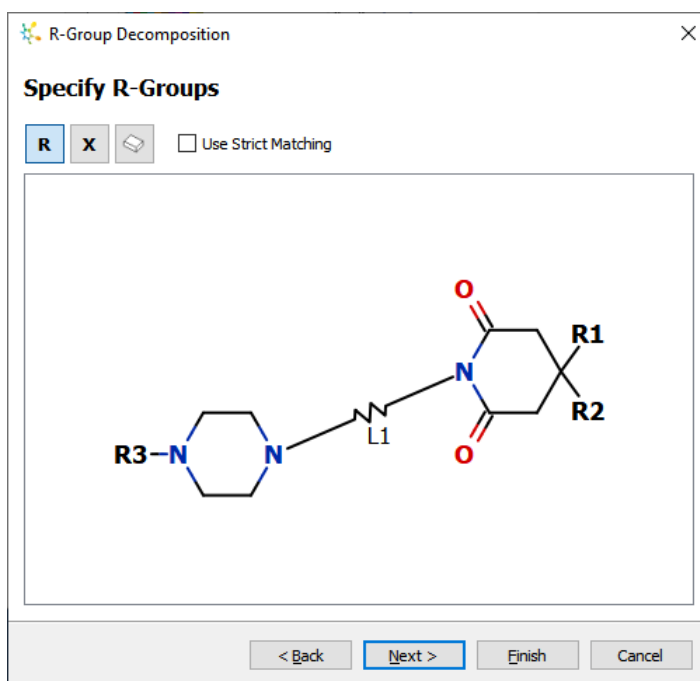 R-Group Decomposition
Specify R-Groups
R X Use Strict Matching
O
R1
N
R2
L1
R3 N N
O
< Back Next > Finish Cancel